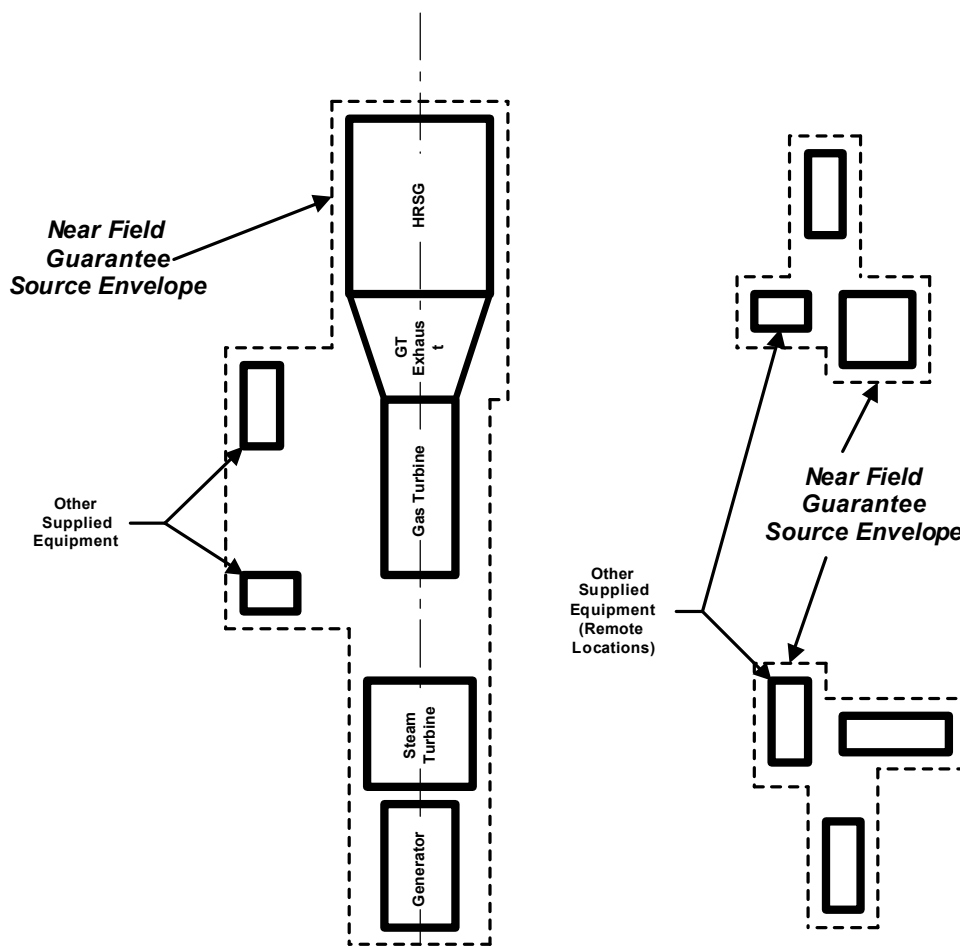 HRSG
GT
Exhaus
t
Gas Turbine
Steam
Turbine
Generator
Near Field
Guarantee
Source Envelope
Other
Supplied
Equipment
Near Field
Guarantee
Source Envelope
Other
Supplied
Equipment
(Remote
Locations)